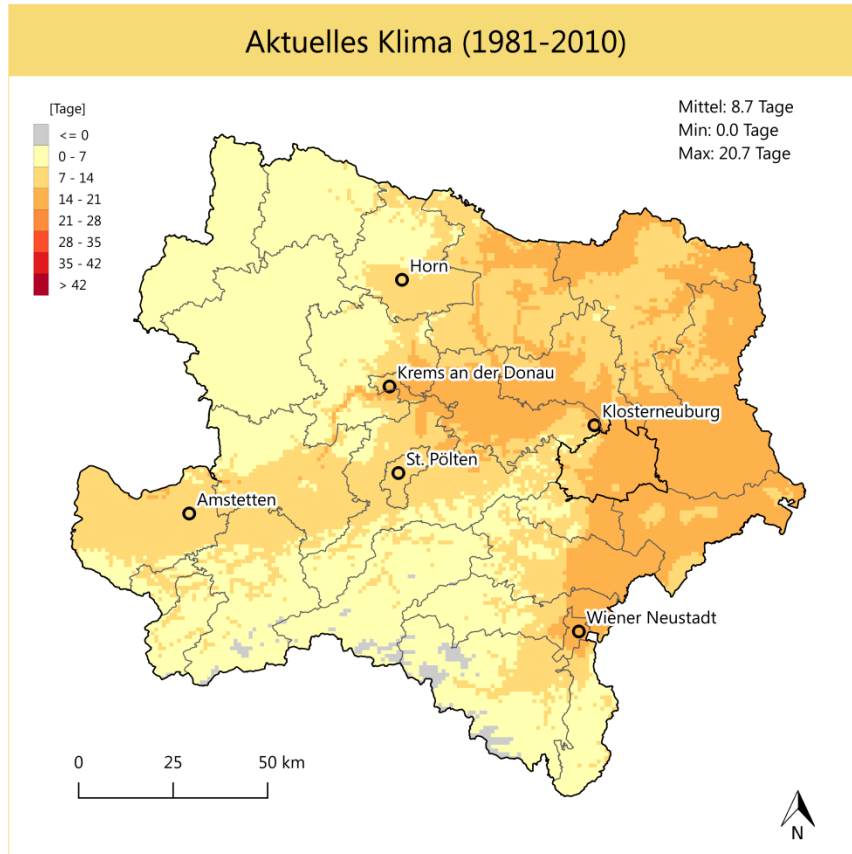 Aktuelles Klima (1981-2010)
[Tage]
<= 0
0 - 7
7 - 14
14 - 21
21 - 28
28 - 35
35 - 42
> 42
Mittel: 8.7 Tage
Min: 0.0 Tage
Max: 20.7 Tage
Horn
Krems an der Donau
Klosterneuburg
St. Pölten
Amstetten
Wiener Neustadt
0 25 50 km
N